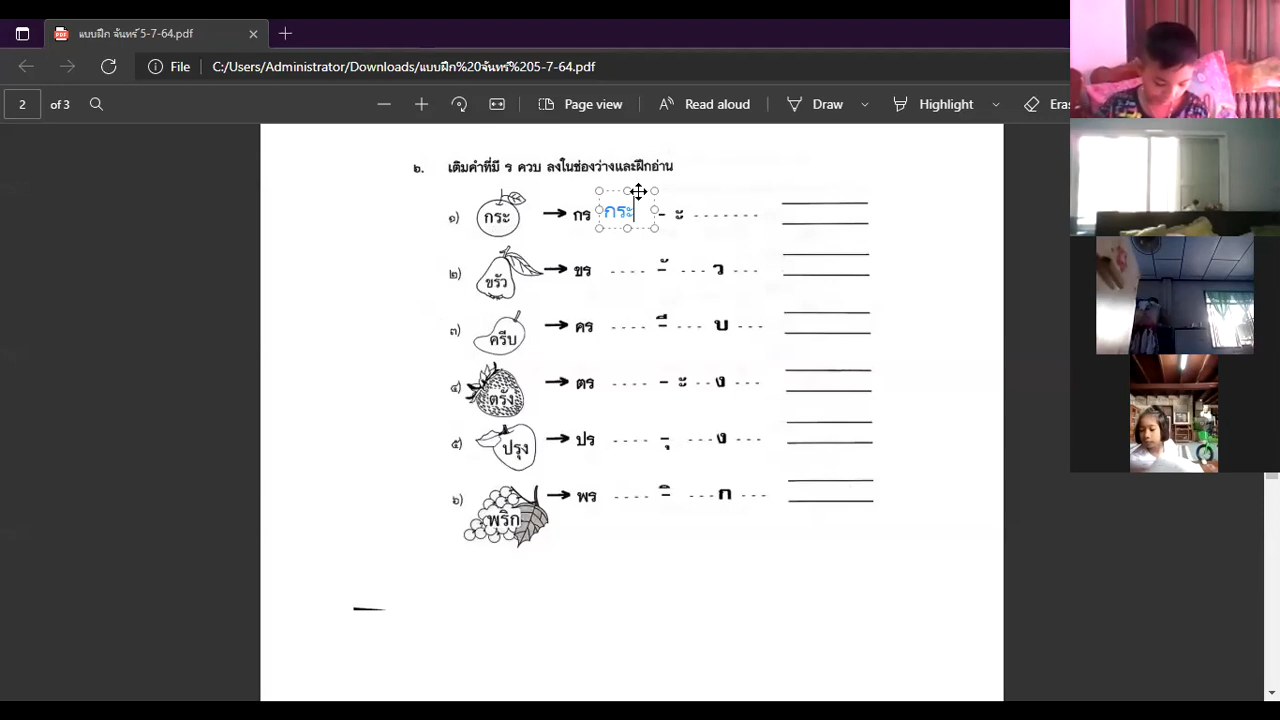 แบบฝึก จันทร์ 5-7-64.pdf
File C:/Users/Administrator/Downloads/แบบฝึก%20จันทร์%205-7-64.pdf
2 of 3 Page view Read aloud Draw Highlight Eras
๖. เติมคำที่มี ร ควบ ลงในช่องว่างและฝึกอ่าน
๑) กระ → กร กระ - ะ -------
๒) ขรัว → ขร ---- -ั --- ว ---
๓) ครีบ → คร ---- -ี --- บ ---
๔) ตรัง → ตร ---- - ะ --- ง ---
๕) ปรุง → ปร ---- -ุ --- ง ---
๖) พริก → พร ---- -ิ --- ก ---